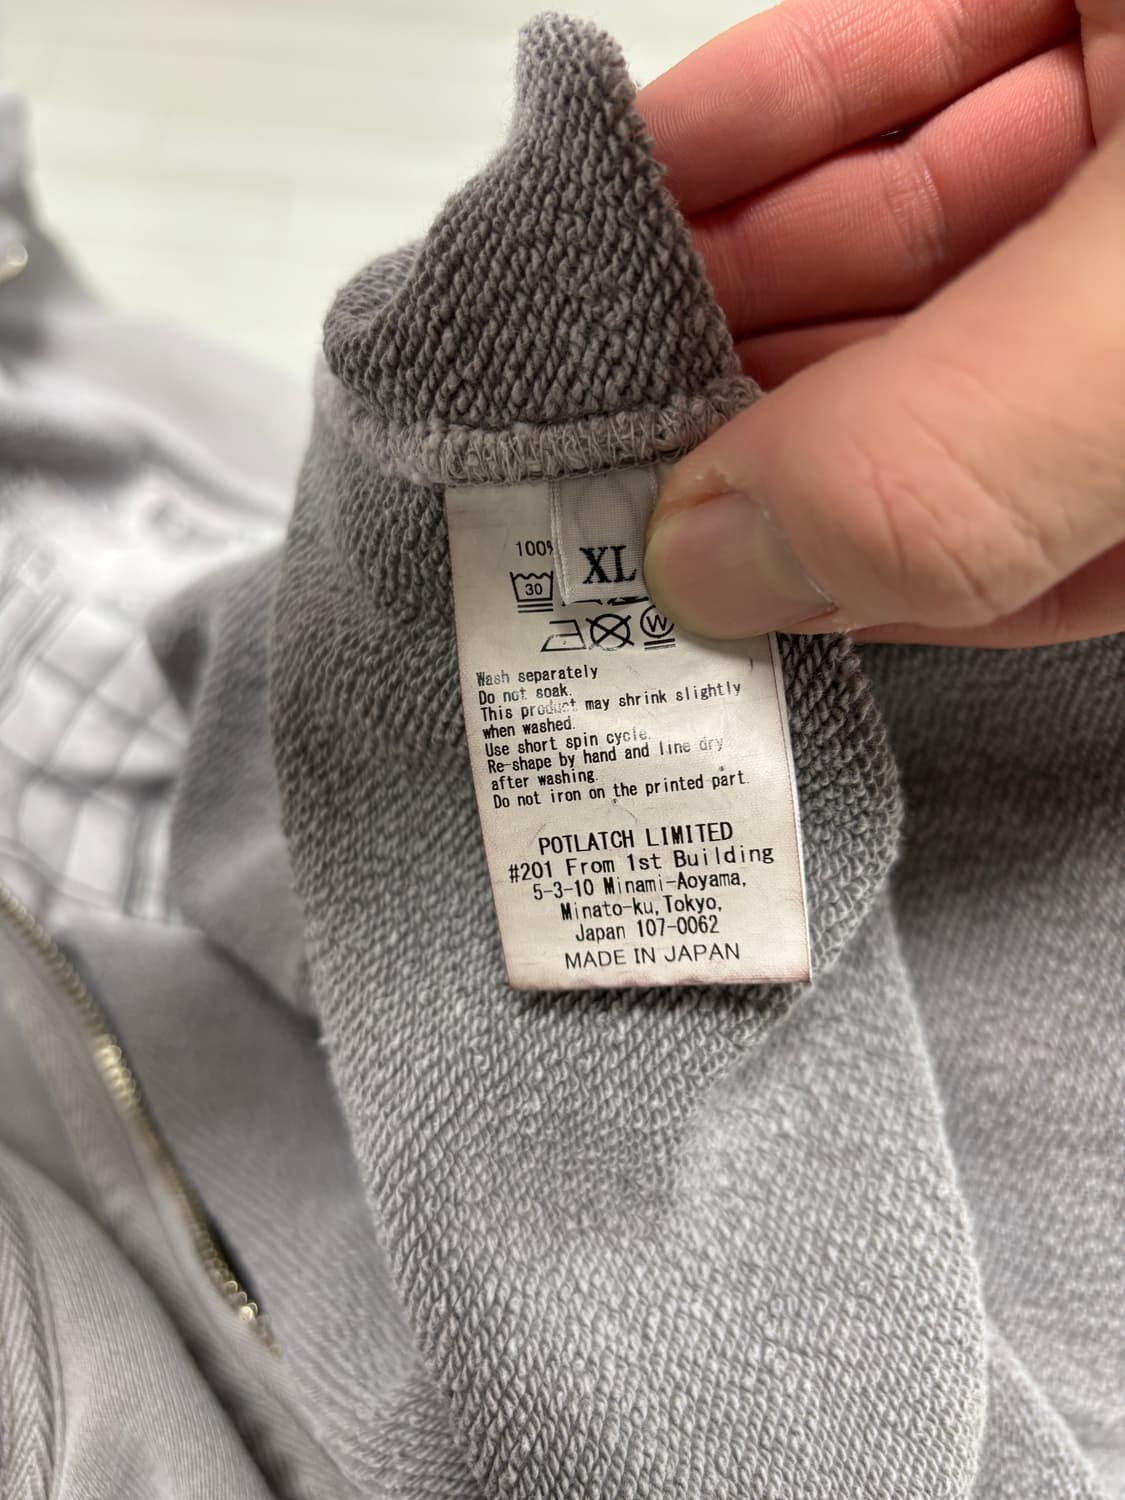 100%
XL
30
W
Wash separately
Do not soak.
This product may shrink slightly
when washed.
Use short spin cycle.
Re-shape by hand and line dry
after washing.
Do not iron on the printed part.
POTLATCH LIMITED
#201 From 1st Building
5-3-10 Minami-Aoyama,
Minato-ku,Tokyo,
Japan 107-0062
MADE IN JAPAN